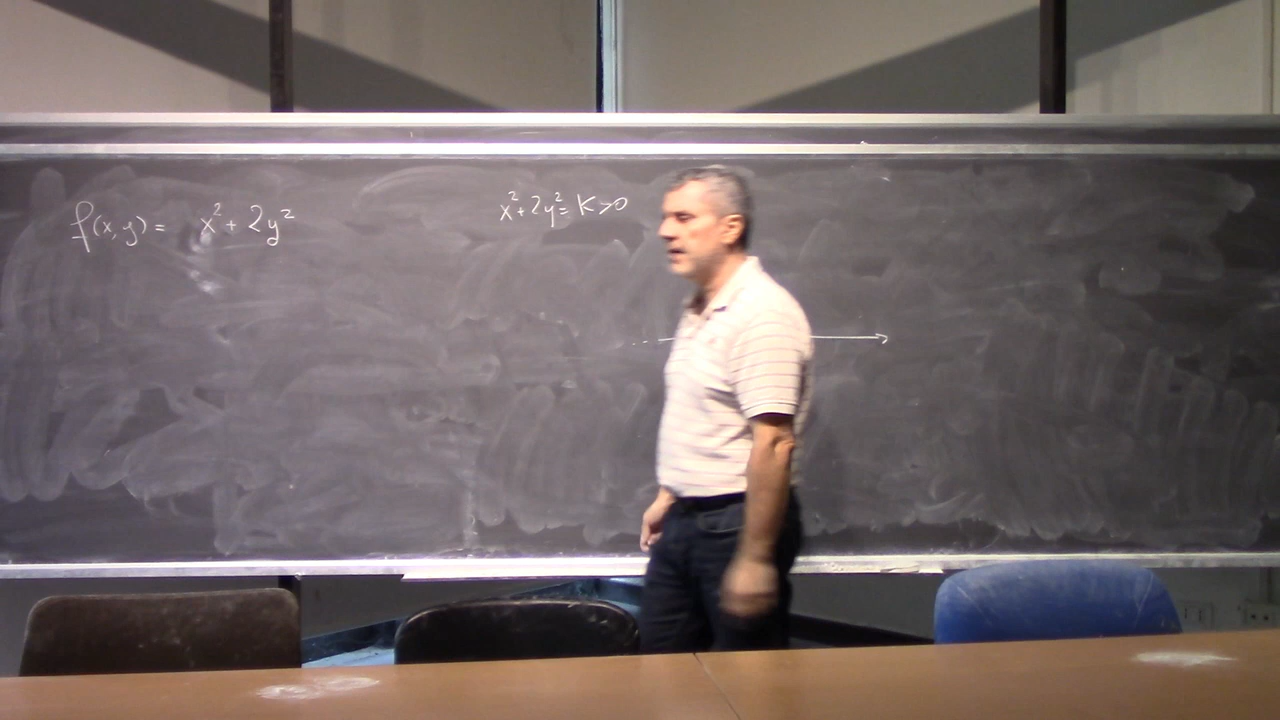 f(x,y) = x² + 2y²
x²+2y²= K>0